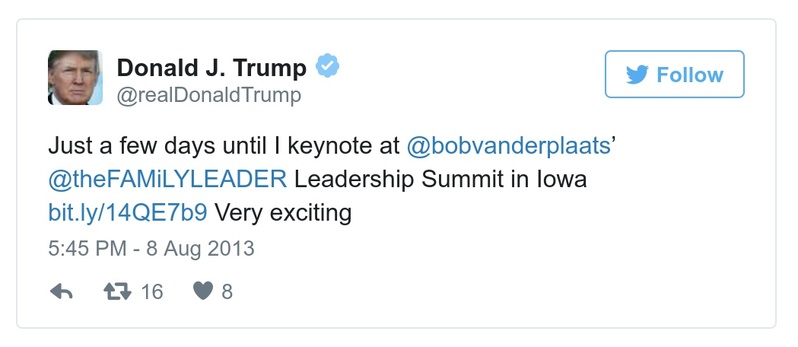 Donald J. Trump
@realDonaldTrump
Follow
Just a few days until I keynote at @bobvanderplaats’
@theFAMiLYLEADER Leadership Summit in Iowa
bit.ly/14QE7b9 Very exciting
5:45 PM - 8 Aug 2013
16 8